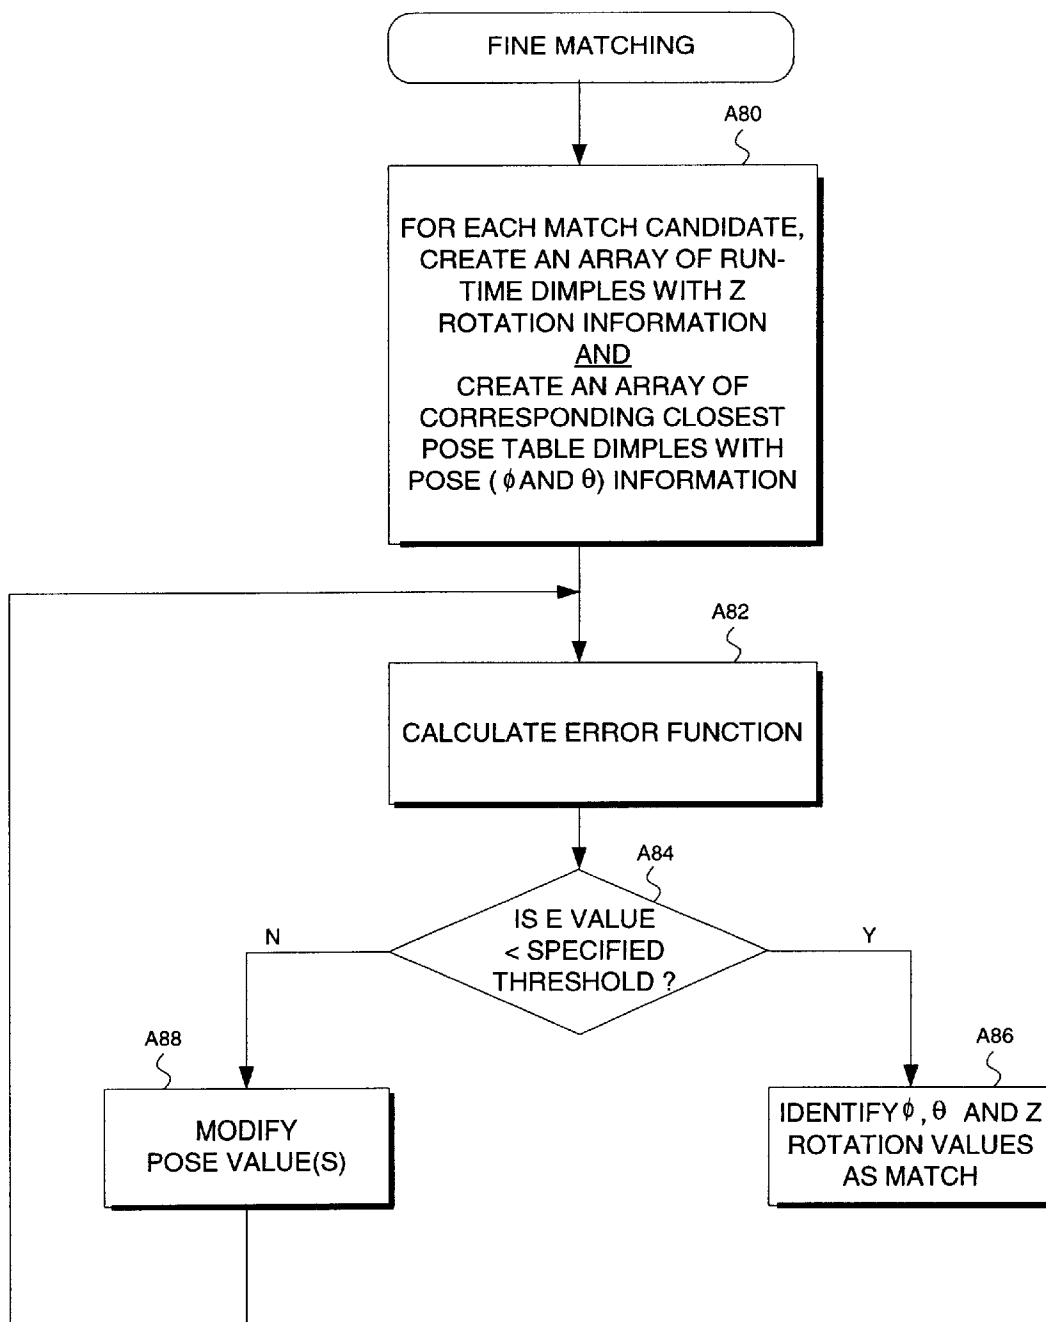 FINE MATCHING
A80
FOR EACH MATCH CANDIDATE,
CREATE AN ARRAY OF RUN-
TIME DIMPLES WITH Z
ROTATION INFORMATION
AND
CREATE AN ARRAY OF
CORRESPONDING CLOSEST
POSE TABLE DIMPLES WITH
POSE (ϕ AND θ) INFORMATION
A82
CALCULATE ERROR FUNCTION
A84
IS E VALUE
< SPECIFIED
THRESHOLD ?
N
Y
A88
MODIFY
POSE VALUE(S)
A86
IDENTIFY ϕ, θ AND Z
ROTATION VALUES
AS MATCH